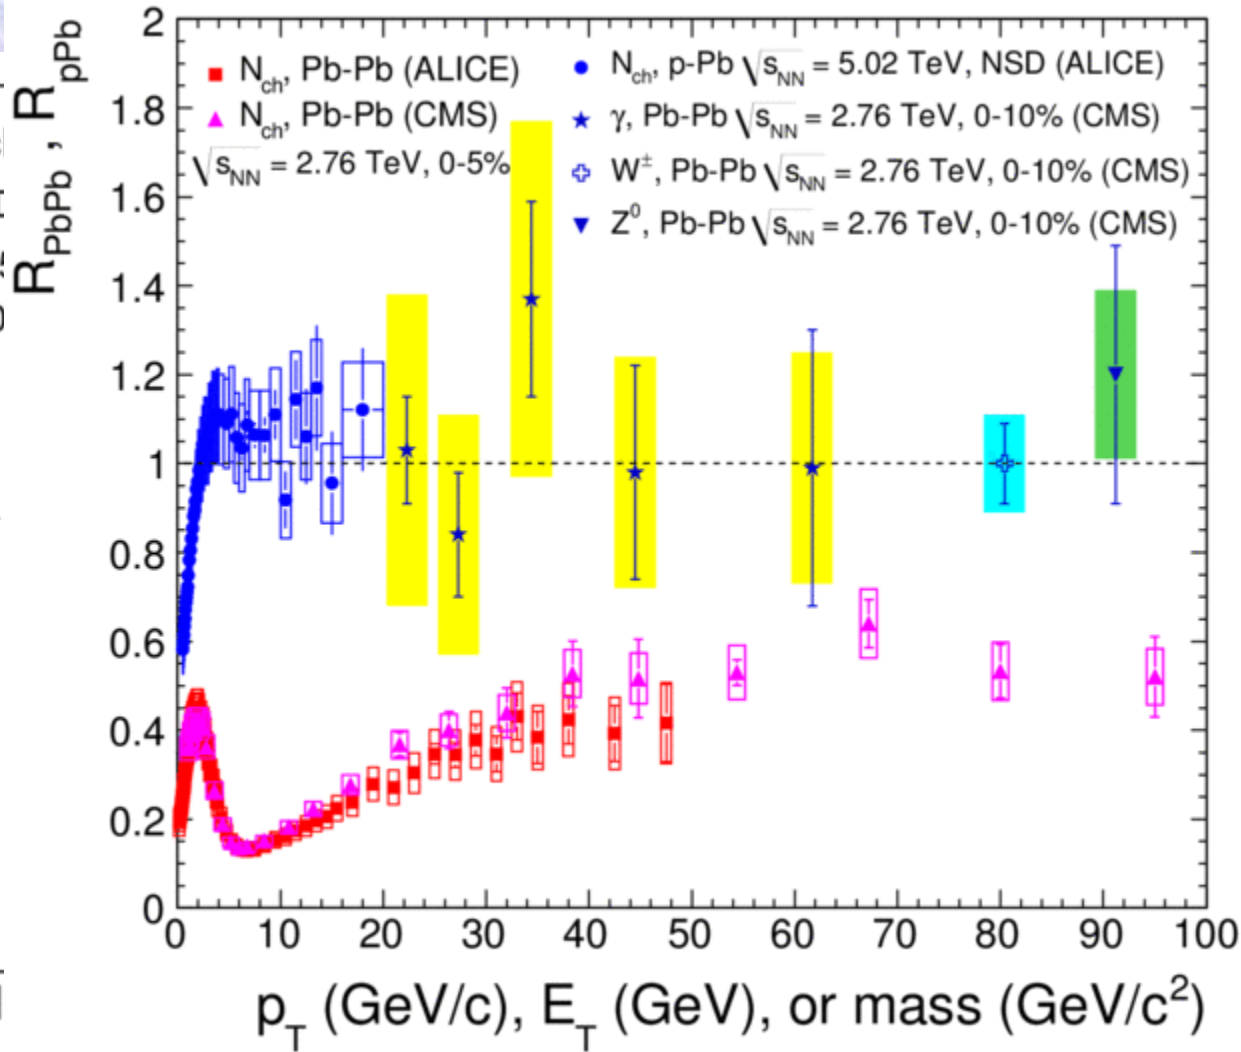 R_PbPb , R_pPb
2
1.8
1.6
1.4
1.2
1
0.8
0.6
0.4
0.2
0
N_ch, Pb-Pb (ALICE)
N_ch, Pb-Pb (CMS)
√s_NN = 2.76 TeV, 0-5%
N_ch, p-Pb √s_NN = 5.02 TeV, NSD (ALICE)
γ, Pb-Pb √s_NN = 2.76 TeV, 0-10% (CMS)
W^±, Pb-Pb √s_NN = 2.76 TeV, 0-10% (CMS)
Z^0, Pb-Pb √s_NN = 2.76 TeV, 0-10% (CMS)
0 10 20 30 40 50 60 70 80 90 100
p_T (GeV/c), E_T (GeV), or mass (GeV/c^2)